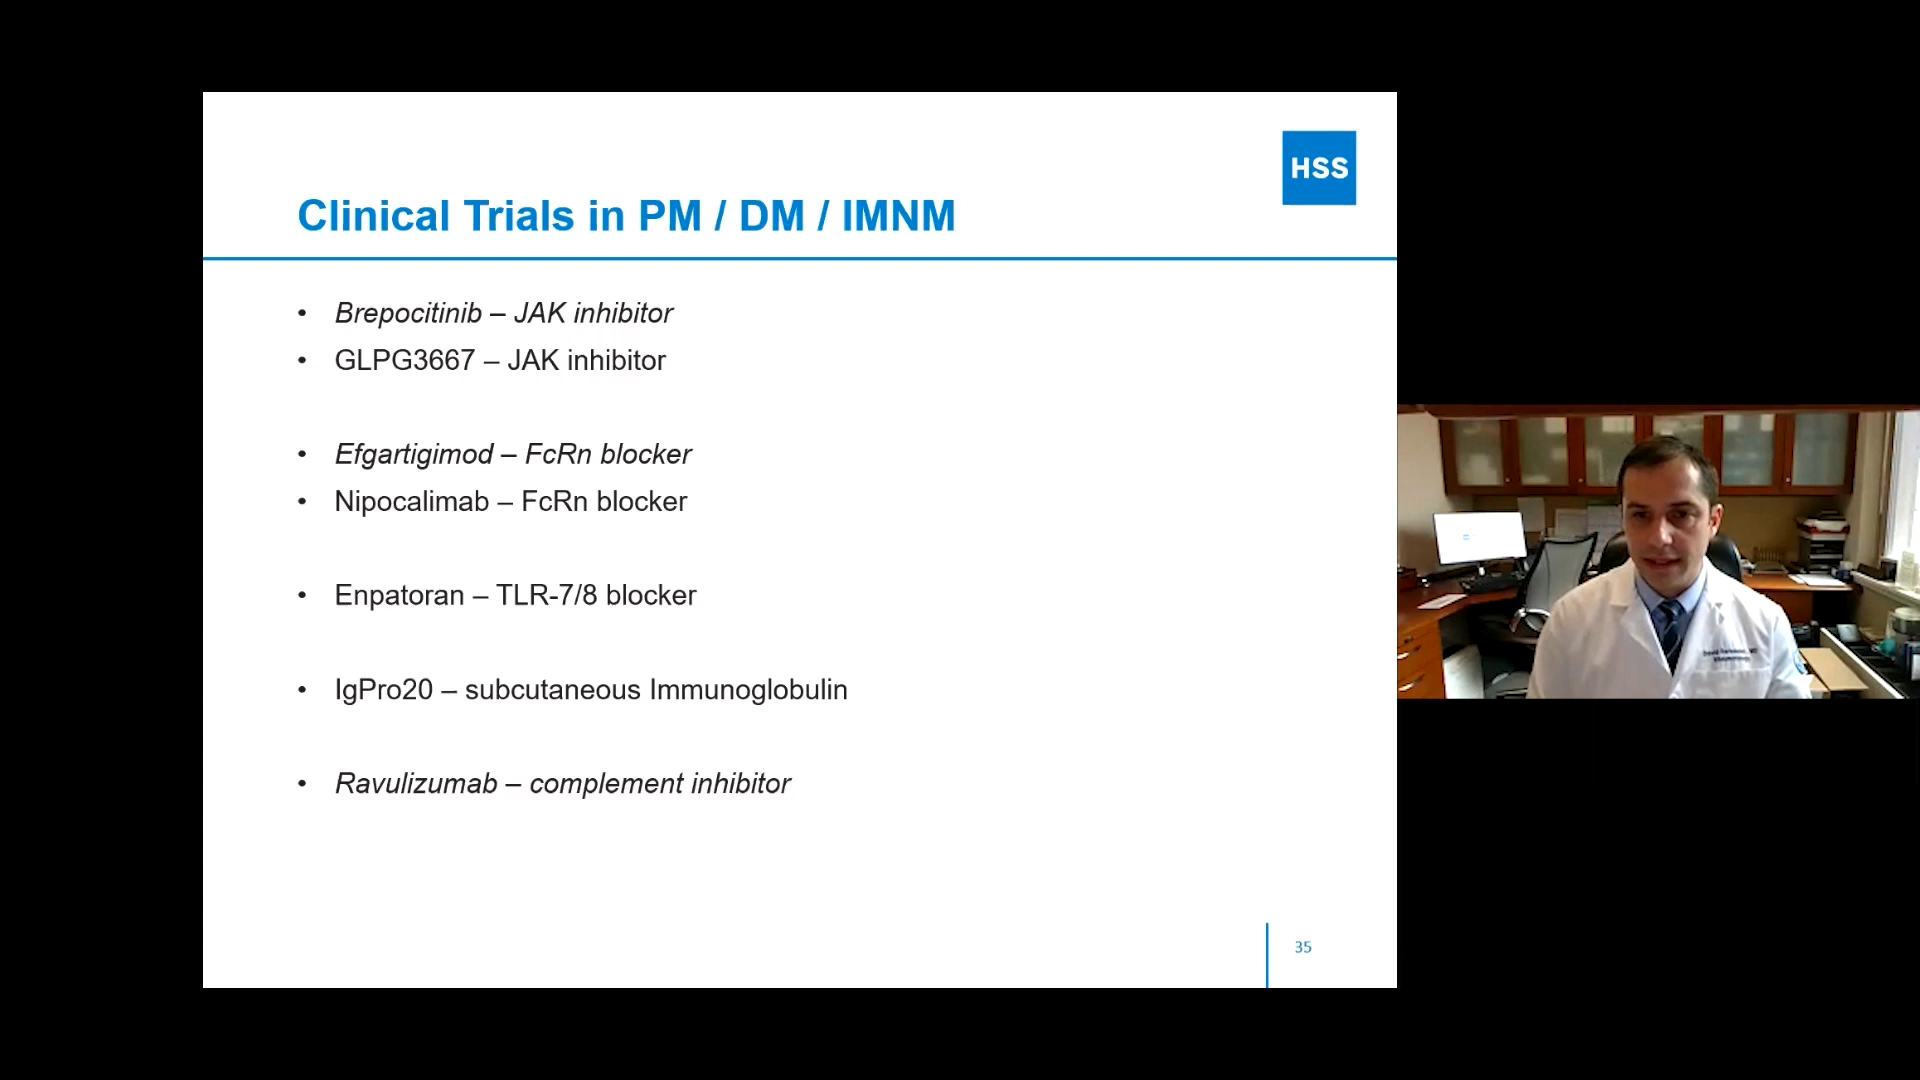 HSS
Clinical Trials in PM / DM / IMNM
• Brepocitinib – JAK inhibitor
• GLPG3667 – JAK inhibitor
• Efgartigimod – FcRn blocker
• Nipocalimab – FcRn blocker
• Enpatoran – TLR-7/8 blocker
• IgPro20 – subcutaneous Immunoglobulin
• Ravulizumab – complement inhibitor
35